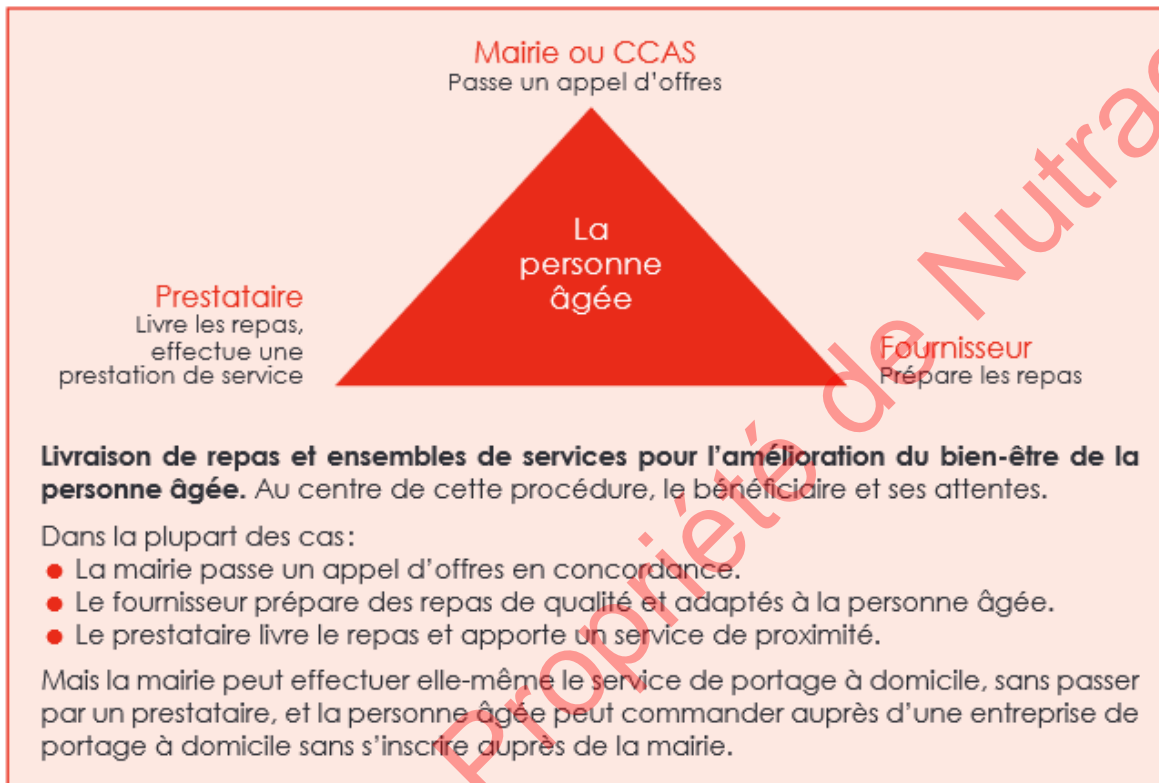 Mairie ou CCAS
Passe un appel d'offres
La
personne
âgée
Prestataire
Livre les repas,
effectue une
prestation de service
Fournisseur
Prépare les repas
Livraison de repas et ensembles de services pour l'amélioration du bien-être de la
personne âgée. Au centre de cette procédure, le bénéficiaire et ses attentes.
Dans la plupart des cas:
● La mairie passe un appel d'offres en concordance.
● Le fournisseur prépare des repas de qualité et adaptés à la personne âgée.
● Le prestataire livre le repas et apporte un service de proximité.
Mais la mairie peut effectuer elle-même le service de portage à domicile, sans passer
par un prestataire, et la personne âgée peut commander auprès d'une entreprise de
portage à domicile sans s'inscrire auprès de la mairie.
Propriété de Nutra